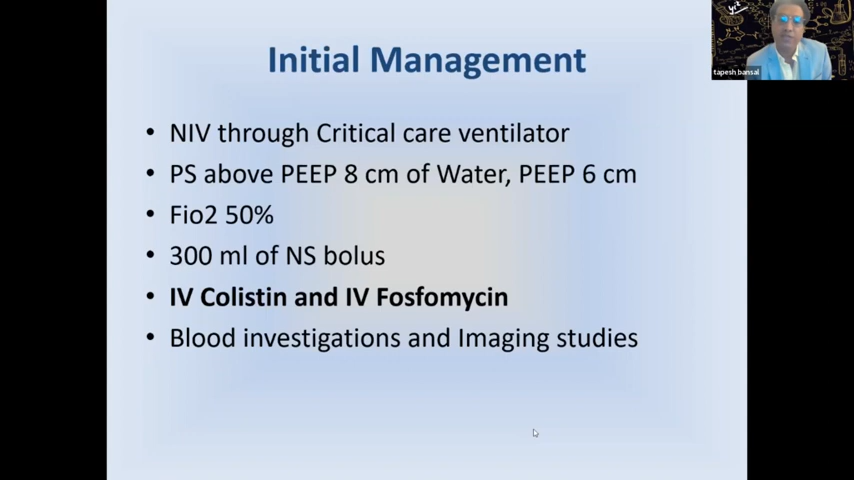 Initial Management
tapesh bansal
• NIV through Critical care ventilator
• PS above PEEP 8 cm of Water, PEEP 6 cm
• Fio2 50%
• 300 ml of NS bolus
• IV Colistin and IV Fosfomycin
• Blood investigations and Imaging studies